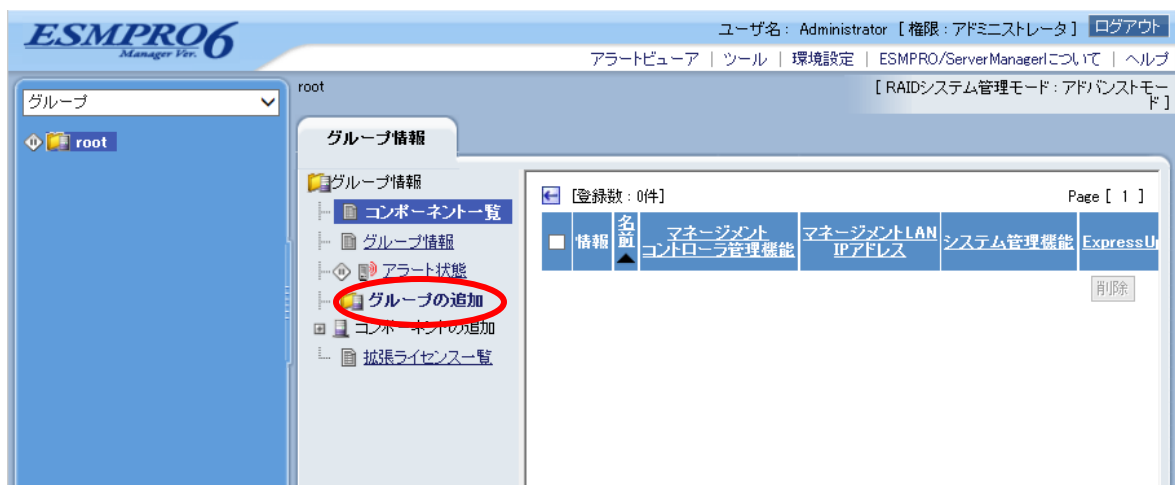 ESMPRO6
Manager Ver.
ユーザ名: Administrator [権限:アドミニストレータ] ログアウト
アラートビューア | ツール | 環境設定 | ESMPRO/ServerManagerについて | ヘルプ
グループ
root
root
[ RAIDシステム管理モード : アドバンストモード ]
グループ情報
グループ情報
コンポーネント一覧
グループ情報
アラート状態
グループの追加
コンポーネントの追加
拡張ライセンス一覧
[登録数 : 0件]
Page [ 1 ]
情報
名前
マネージメント
コントローラ管理機能
マネージメントLAN
IPアドレス
システム管理機能
ExpressU
削除